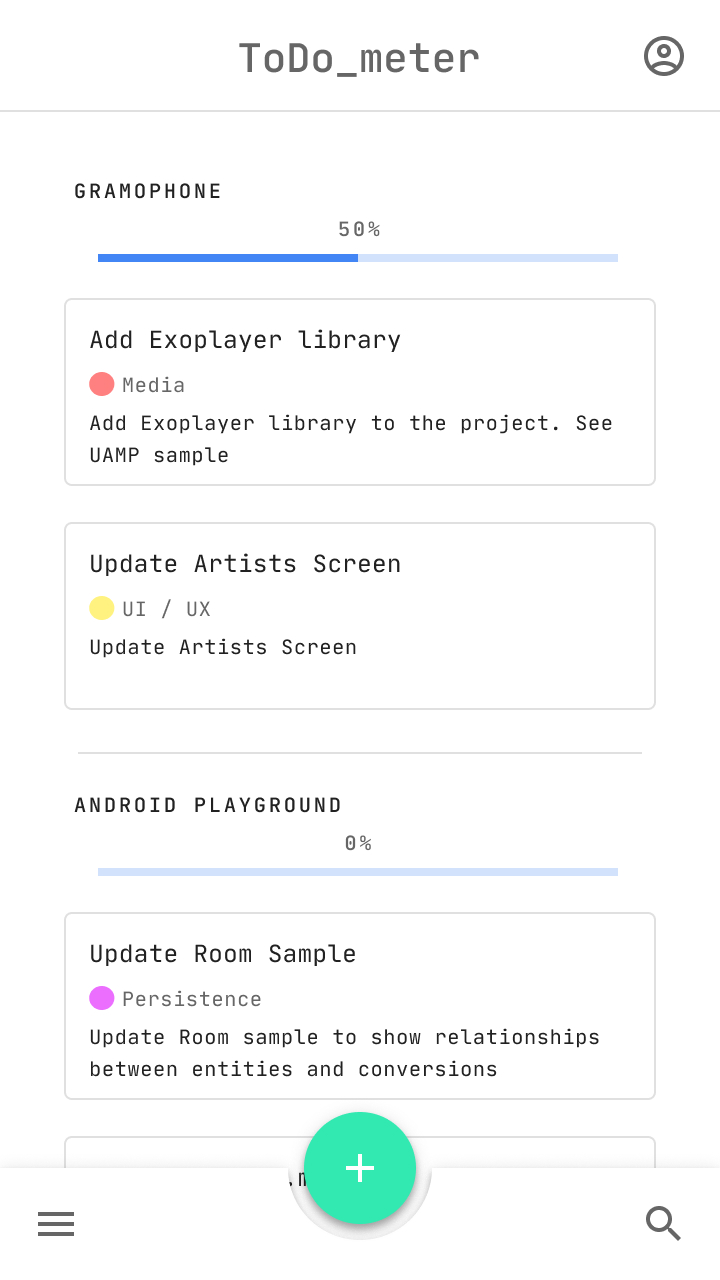 ToDo_meter
GRAMOPHONE
50%
Add Exoplayer library
Media
Add Exoplayer library to the project. See
UAMP sample
Update Artists Screen
UI / UX
Update Artists Screen
ANDROID PLAYGROUND
0%
Update Room Sample
Persistence
Update Room sample to show relationships
between entities and conversions